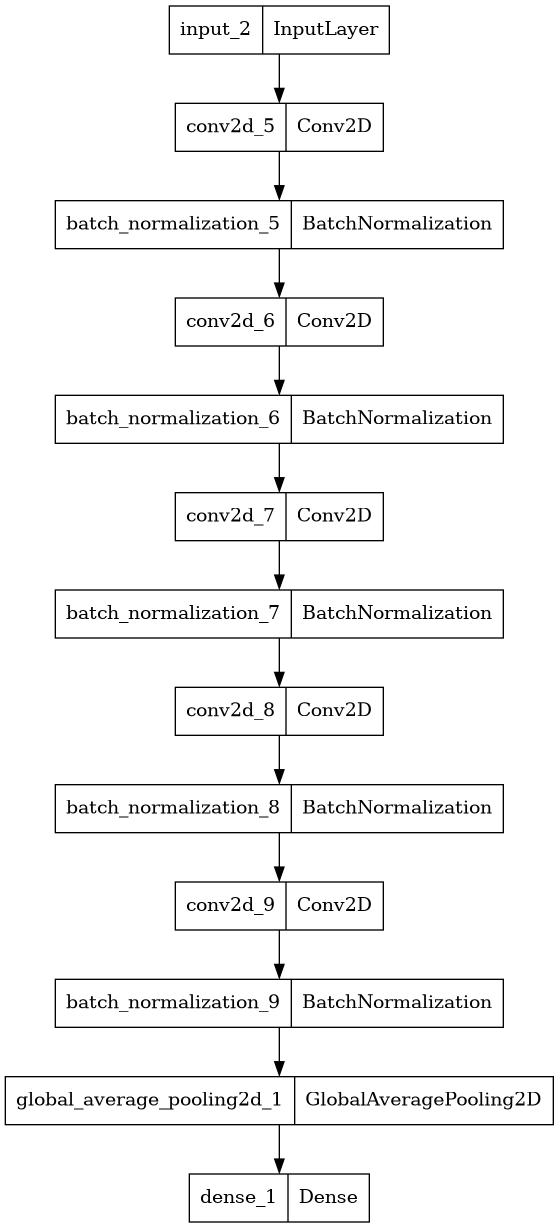 input_2 InputLayer
conv2d_5 Conv2D
batch_normalization_5 BatchNormalization
conv2d_6 Conv2D
batch_normalization_6 BatchNormalization
conv2d_7 Conv2D
batch_normalization_7 BatchNormalization
conv2d_8 Conv2D
batch_normalization_8 BatchNormalization
conv2d_9 Conv2D
batch_normalization_9 BatchNormalization
global_average_pooling2d_1 GlobalAveragePooling2D
dense_1 Dense